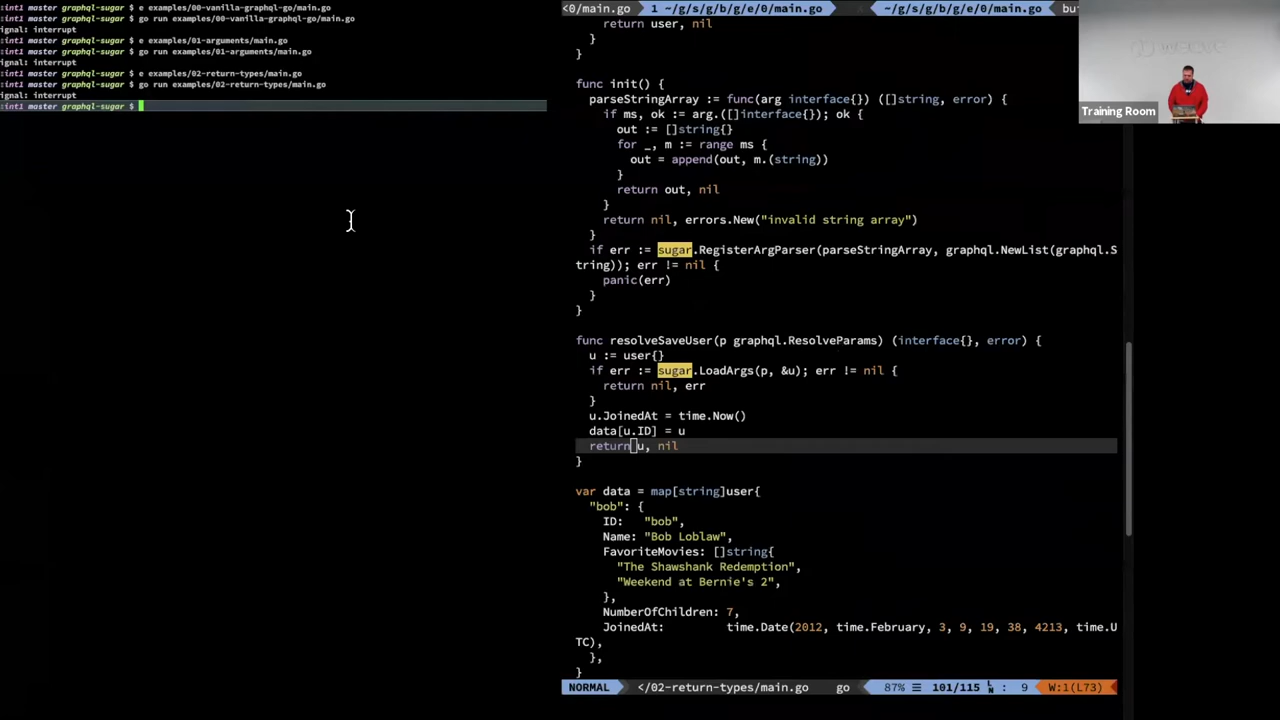 :int1 master graphql-sugar $ e examples/00-vanilla-graphql-go/main.go
:int1 master graphql-sugar $ go run examples/00-vanilla-graphql-go/main.go
ignal: interrupt
:int1 master graphql-sugar $ e examples/01-arguments/main.go
:int1 master graphql-sugar $ go run examples/01-arguments/main.go
ignal: interrupt
:int1 master graphql-sugar $ e examples/02-return-types/main.go
:int1 master graphql-sugar $ go run examples/02-return-types/main.go
ignal: interrupt
:int1 master graphql-sugar $
<0/main.go 1 ~/g/s/g/b/g/e/0/main.go ~/g/s/g/b/g/e/0/main.go
return user, nil
}
}
func init() {
parseStringArray := func(arg interface{}) ([]string, error) {
if ms, ok := arg.([]interface{}); ok {
out := []string{}
for _, m := range ms {
out = append(out, m.(string))
}
return out, nil
}
return nil, errors.New("invalid string array")
}
if err := sugar.RegisterArgParser(parseStringArray, graphql.NewList(graphql.S
tring)); err != nil {
panic(err)
}
}
func resolveSaveUser(p graphql.ResolveParams) (interface{}, error) {
u := user{}
if err := sugar.LoadArgs(p, &u); err != nil {
return nil, err
}
u.JoinedAt = time.Now()
data[u.ID] = u
return u, nil
}
var data = map[string]user{
"bob": {
ID: "bob",
Name: "Bob Loblaw",
FavoriteMovies: []string{
"The Shawshank Redemption",
"Weekend at Bernie's 2",
},
NumberOfChildren: 7,
JoinedAt: time.Date(2012, time.February, 3, 9, 19, 38, 4213, time.U
TC),
},
}
NORMAL </02-return-types/main.go go 87% ☰ 101/115 : 9 W:1(L73)
Training Room